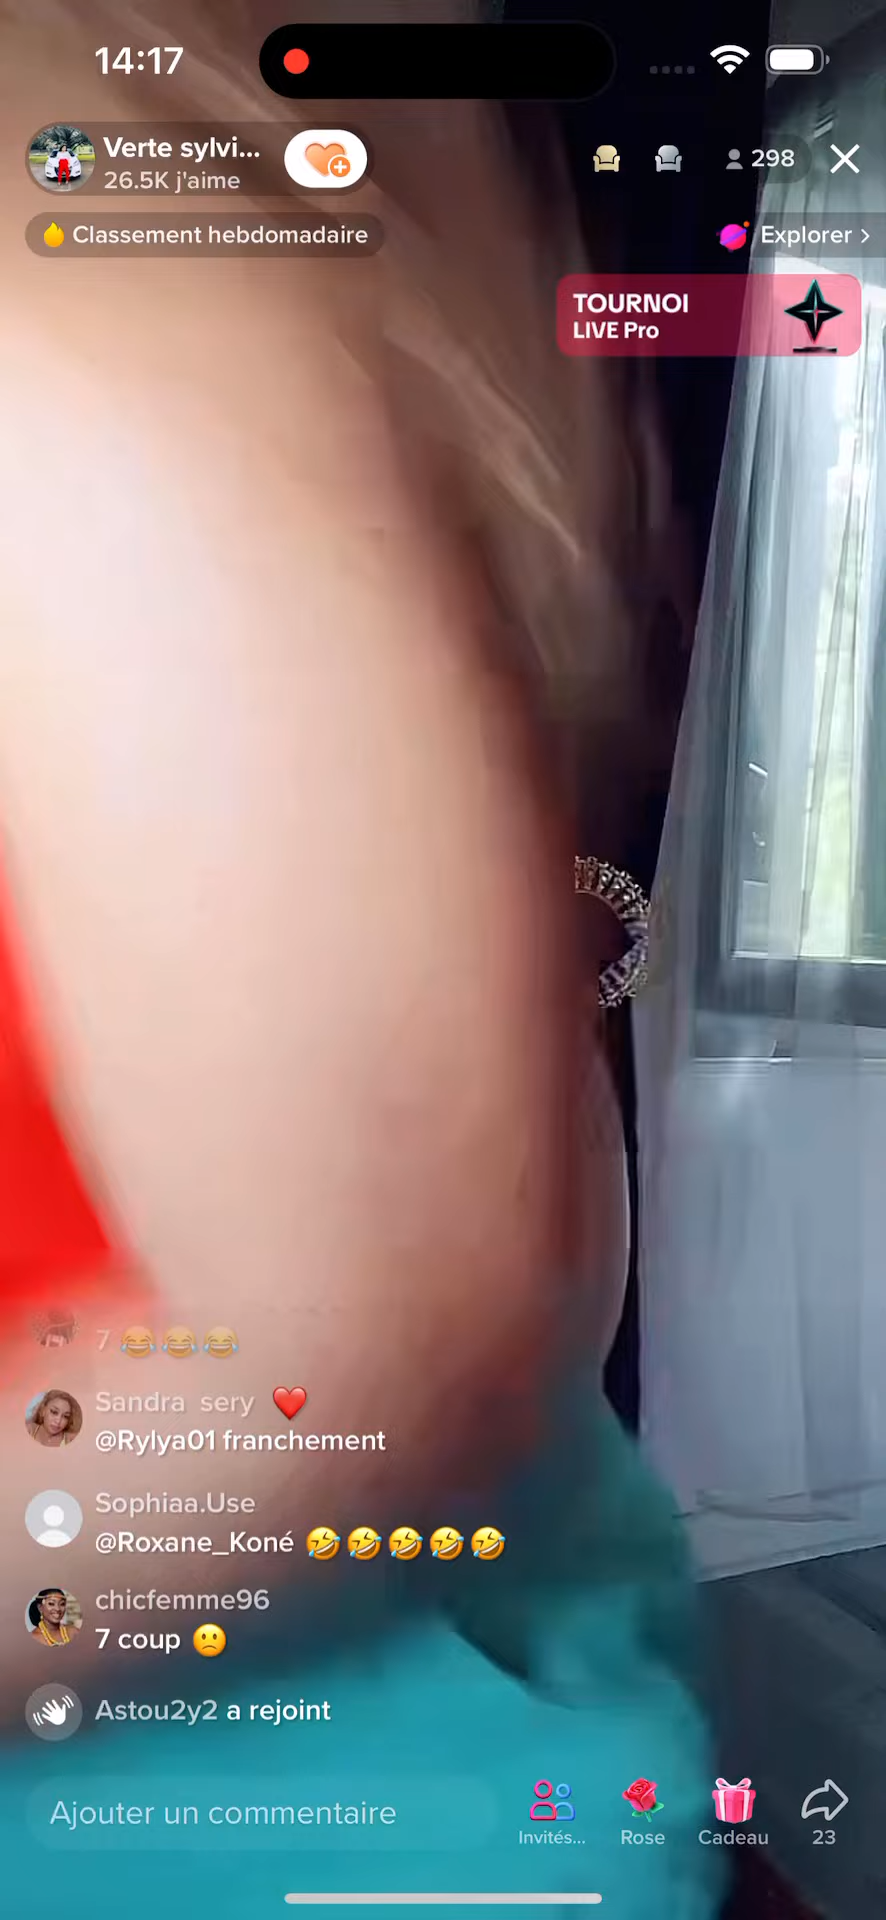 14:17
Verte sylvi...
26.5K j'aime
298
Classement hebdomadaire
Explorer >
TOURNOI
LIVE Pro
7 😂😂😂
Sandra sery ❤️
@Rylya01 franchement
Sophiaa.Use
@Roxane_Koné 🤣🤣🤣🤣🤣
chicfemme96
7 coup 🙁
Astou2y2 a rejoint
Ajouter un commentaire
Invités...
Rose
Cadeau
23